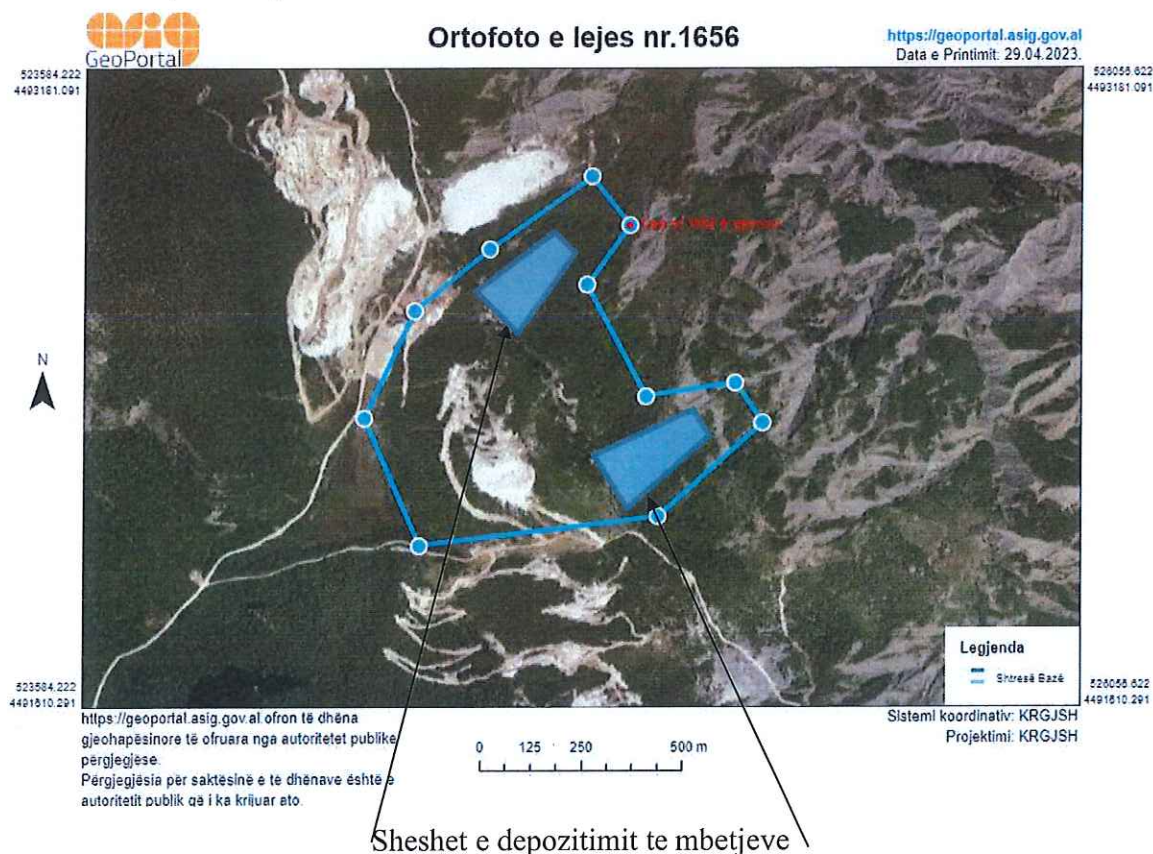 asig
GeoPortal
Ortofoto e lejes nr.1656
https://geoportal.asig.gov.al
Data e Printimit: 29.04.2023.
523584.222
4493181.091
526056.622
4493181.091
N
Legjenda
Shtresë Bazë
523584.222
4491610.291
526056.622
4491610.291
https://geoportal.asig.gov.al ofron të dhëna
gjeohapësinore të ofruara nga autoritetet publike
përgjegjëse.
Përgjegjësia për saktësinë e të dhënave është e
autoritetit publik që i ka krijuar ato.
Sistemi koordinativ: KRGJSH
Projektimi: KRGJSH
0 125 250 500 m
Sheshet e depozitimit te mbetjeve